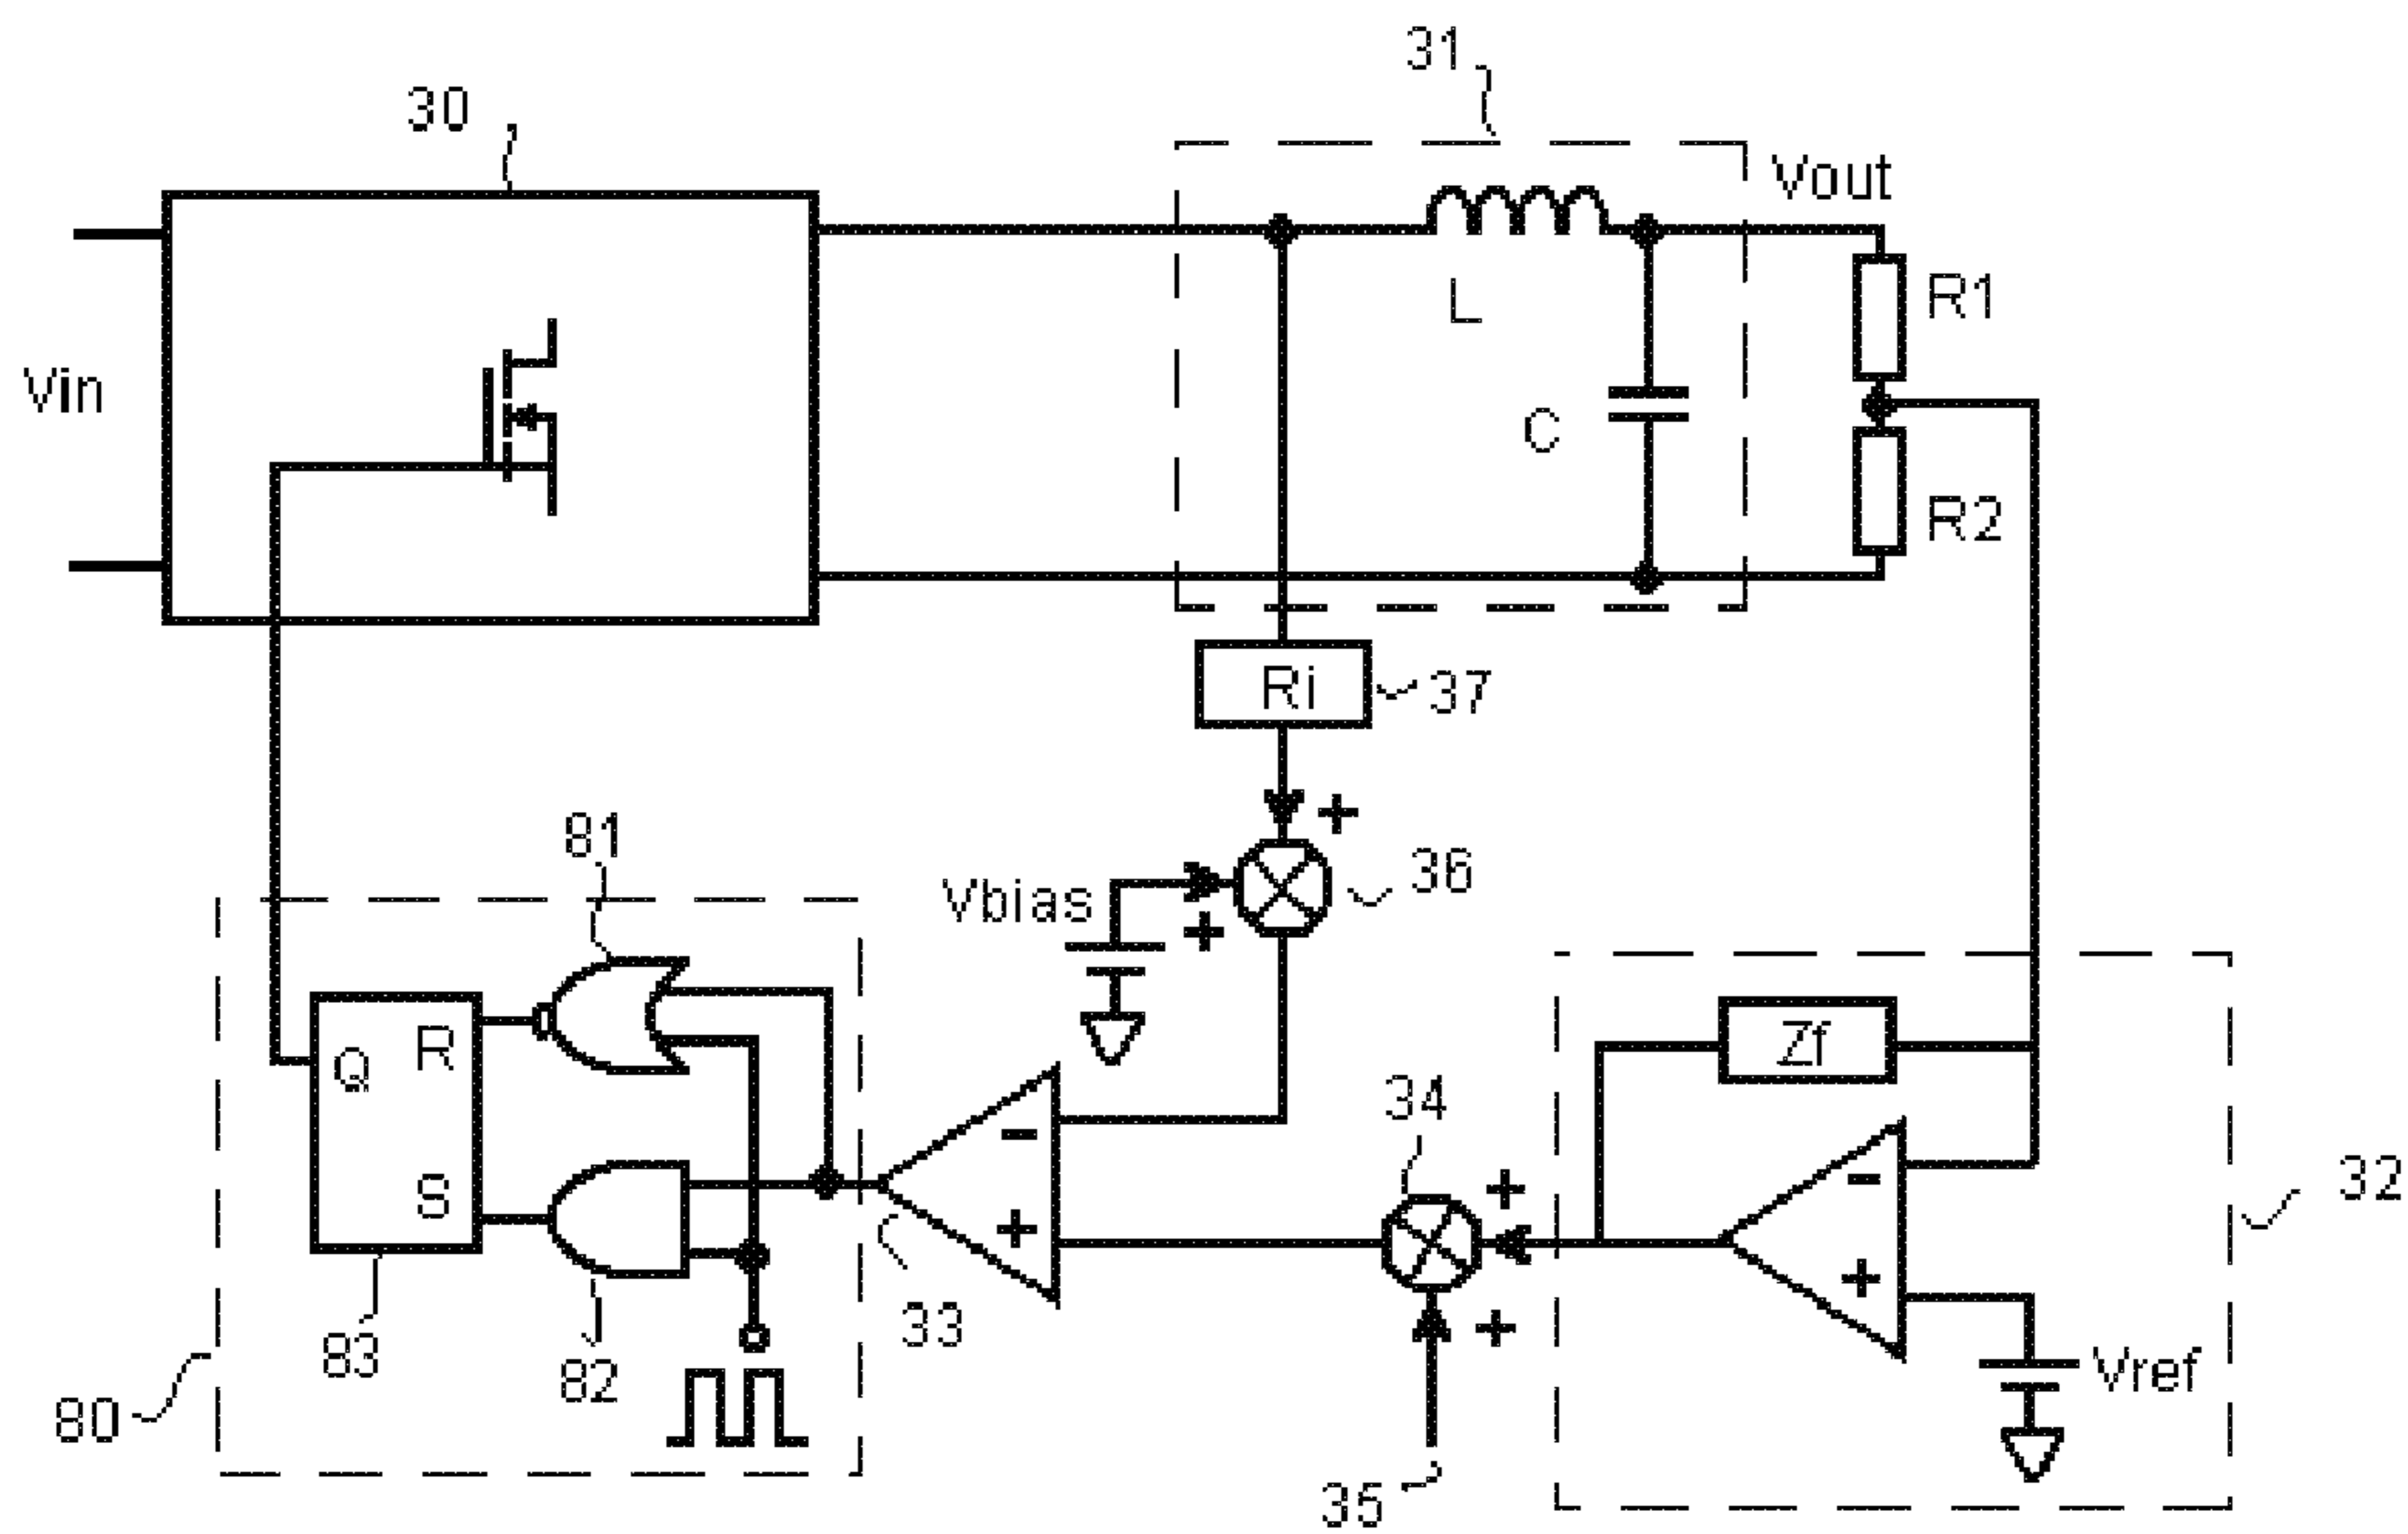 31
30
Vout
R1
L
Vin
C
R2
Ri
37
+
81
36
Vbias
+
R
Q
Zf
34
-
S
+
-
32
+
+
33
+
83
82
Vref
80
35